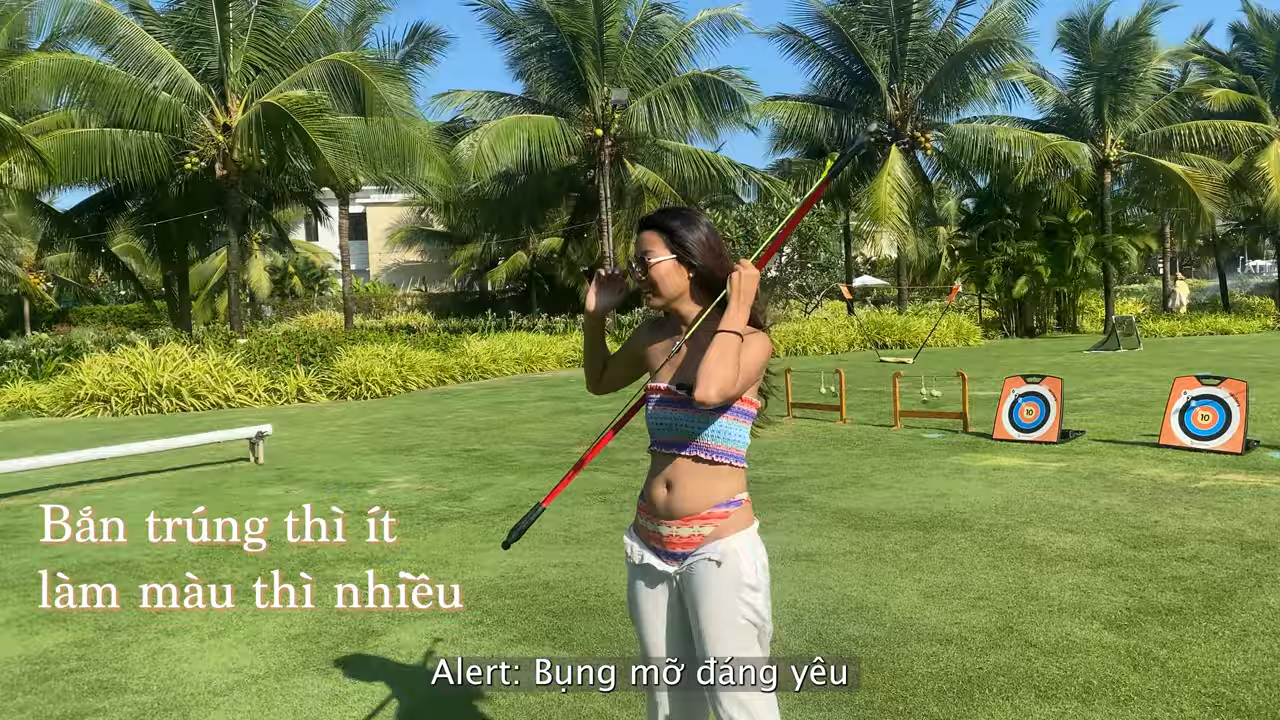 Bắn trúng thì ít
làm màu thì nhiều
Alert: Bụng mỡ đáng yêu
10
10